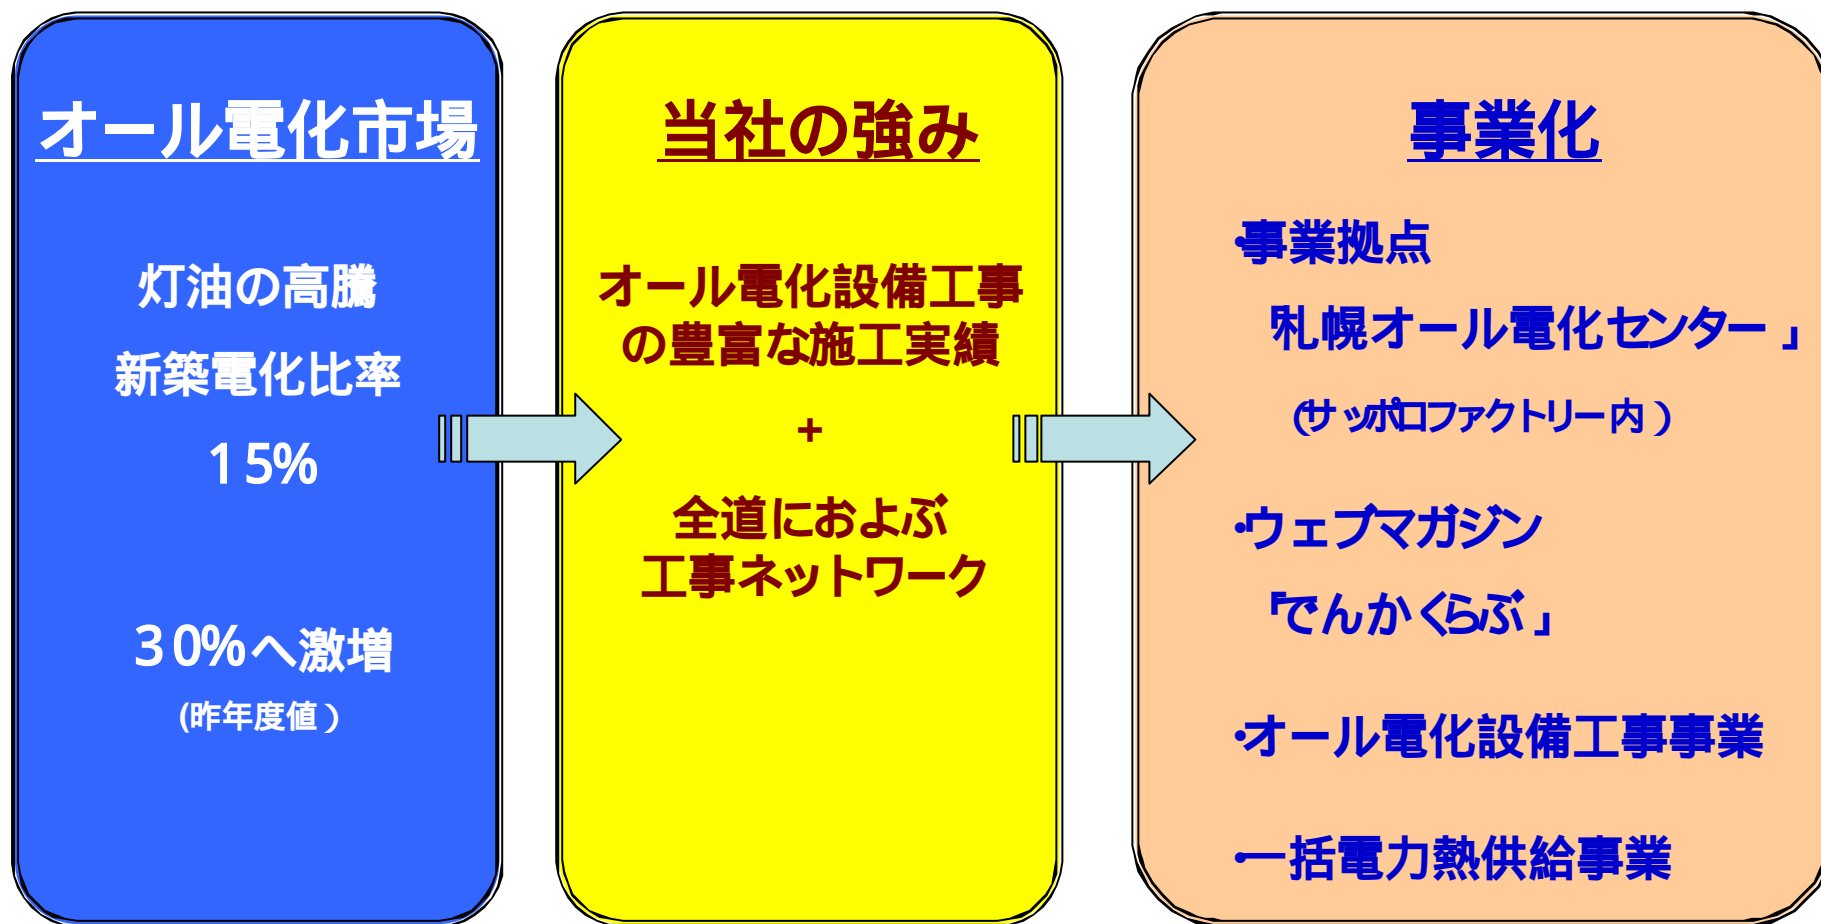 オール電化市場
灯油の高騰
新築電化比率
15%
30%へ激増
(昨年度値)
当社の強み
オール電化設備工事
の豊富な施工実績
+
全道におよぶ
工事ネットワーク
事業化
・事業拠点
「札幌オール電化センター」
(サッポロファクトリー内)
・ウェブマガジン
「でんかくらぶ」
・オール電化設備工事事業
・一括電力熱供給事業